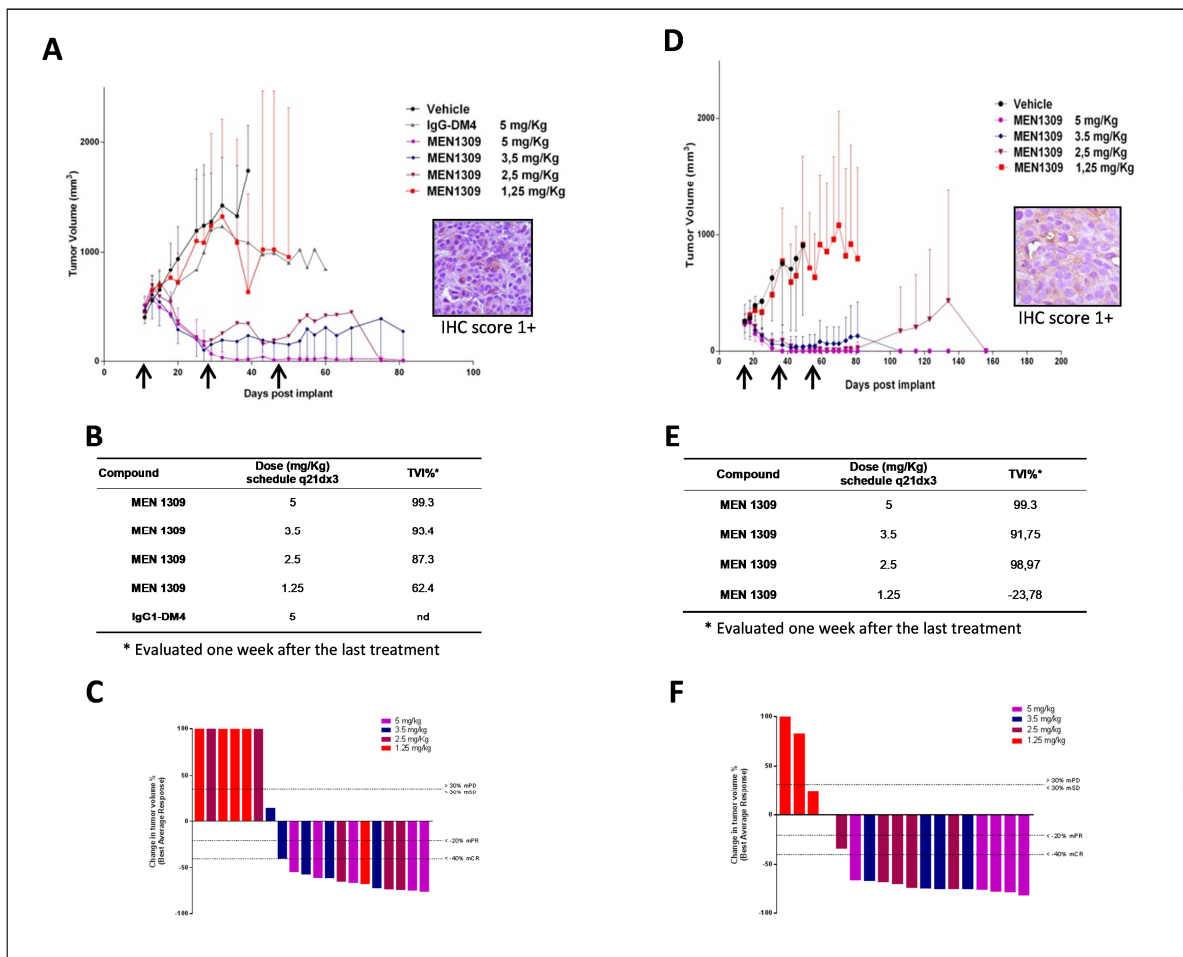 A
Tumor Volume (mm³)
2000
1000
0
0
20
40
60
80
100
Days post implant
Vehicle
IgG-DM4 5 mg/Kg
MEN1309 5 mg/Kg
MEN1309 3,5 mg/Kg
MEN1309 2,5 mg/Kg
MEN1309 1,25 mg/Kg
IHC score 1+
B
Compound Dose (mg/Kg) schedule q21dx3 TVI%*
MEN 1309 5 99.3
MEN 1309 3.5 93.4
MEN 1309 2.5 87.3
MEN 1309 1.25 62.4
IgG1-DM4 5 nd
* Evaluated one week after the last treatment
C
Change in tumor volume %
(Best Average Response)
100
50
0
-50
-100
5 mg/kg
3.5 mg/kg
2.5 mg/Kg
1.25 mg/kg
> 30% mPD
< 30% mSD
< -20% mPR
< -40% mCR
D
Tumor Volume (mm³)
2000
1000
0
0
20
40
60
80
100
120
140
160
180
200
Days post implant
Vehicle
MEN1309 5 mg/Kg
MEN1309 3.5 mg/Kg
MEN1309 2,5 mg/Kg
MEN1309 1,25 mg/Kg
IHC score 1+
E
Compound Dose (mg/Kg) schedule q21dx3 TVI%*
MEN 1309 5 99.3
MEN 1309 3.5 91,75
MEN 1309 2.5 98,97
MEN 1309 1.25 -23,78
* Evaluated one week after the last treatment
F
Change in tumor volume %
(Best Average Response)
100
50
0
-50
-100
5 mg/kg
3.5 mg/kg
2.5 mg/kg
1.25 mg/kg
> 30% mPD
<30% mSD
< -20% mPR
< -40% mCR